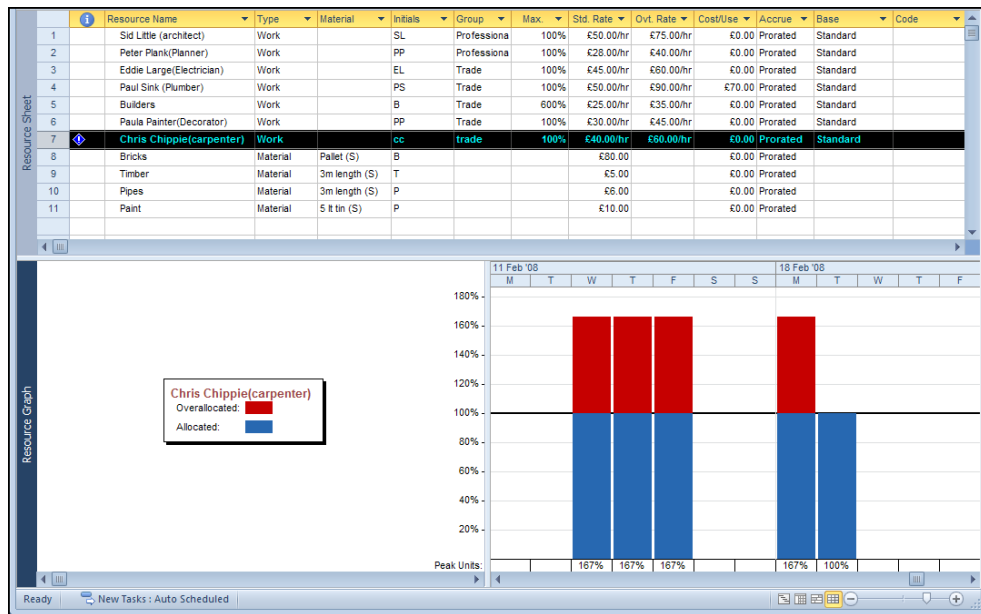 Resource Name Type Material Initials Group Max. Std. Rate Ovt. Rate Cost/Use Accrue Base Code
1 Sid Little (architect) Work SL Professiona 100% £50.00/hr £75.00/hr £0.00 Prorated Standard
2 Peter Plank(Planner) Work PP Professiona 100% £28.00/hr £40.00/hr £0.00 Prorated Standard
3 Eddie Large(Electrician) Work EL Trade 100% £45.00/hr £60.00/hr £0.00 Prorated Standard
4 Paul Sink (Plumber) Work PS Trade 100% £50.00/hr £90.00/hr £70.00 Prorated Standard
5 Builders Work B Trade 600% £25.00/hr £35.00/hr £0.00 Prorated Standard
6 Paula Painter(Decorator) Work PP Trade 100% £30.00/hr £45.00/hr £0.00 Prorated Standard
7 Chris Chippie(carpenter) Work cc trade 100% £40.00/hr £60.00/hr £0.00 Prorated Standard
8 Bricks Material Pallet (S) B £80.00 £0.00 Prorated
9 Timber Material 3m length (S) T £5.00 £0.00 Prorated
10 Pipes Material 3m length (S) P £6.00 £0.00 Prorated
11 Paint Material 5 lt tin (S) P £10.00 £0.00 Prorated
Resource Sheet
11 Feb '08 18 Feb '08
M T W T F S S M T W T F
180%
160%
140%
120%
100%
80%
60%
40%
20%
Chris Chippie(carpenter)
Overallocated:
Allocated:
Resource Graph
Peak Units: 167% 167% 167% 167% 100%
Ready New Tasks : Auto Scheduled